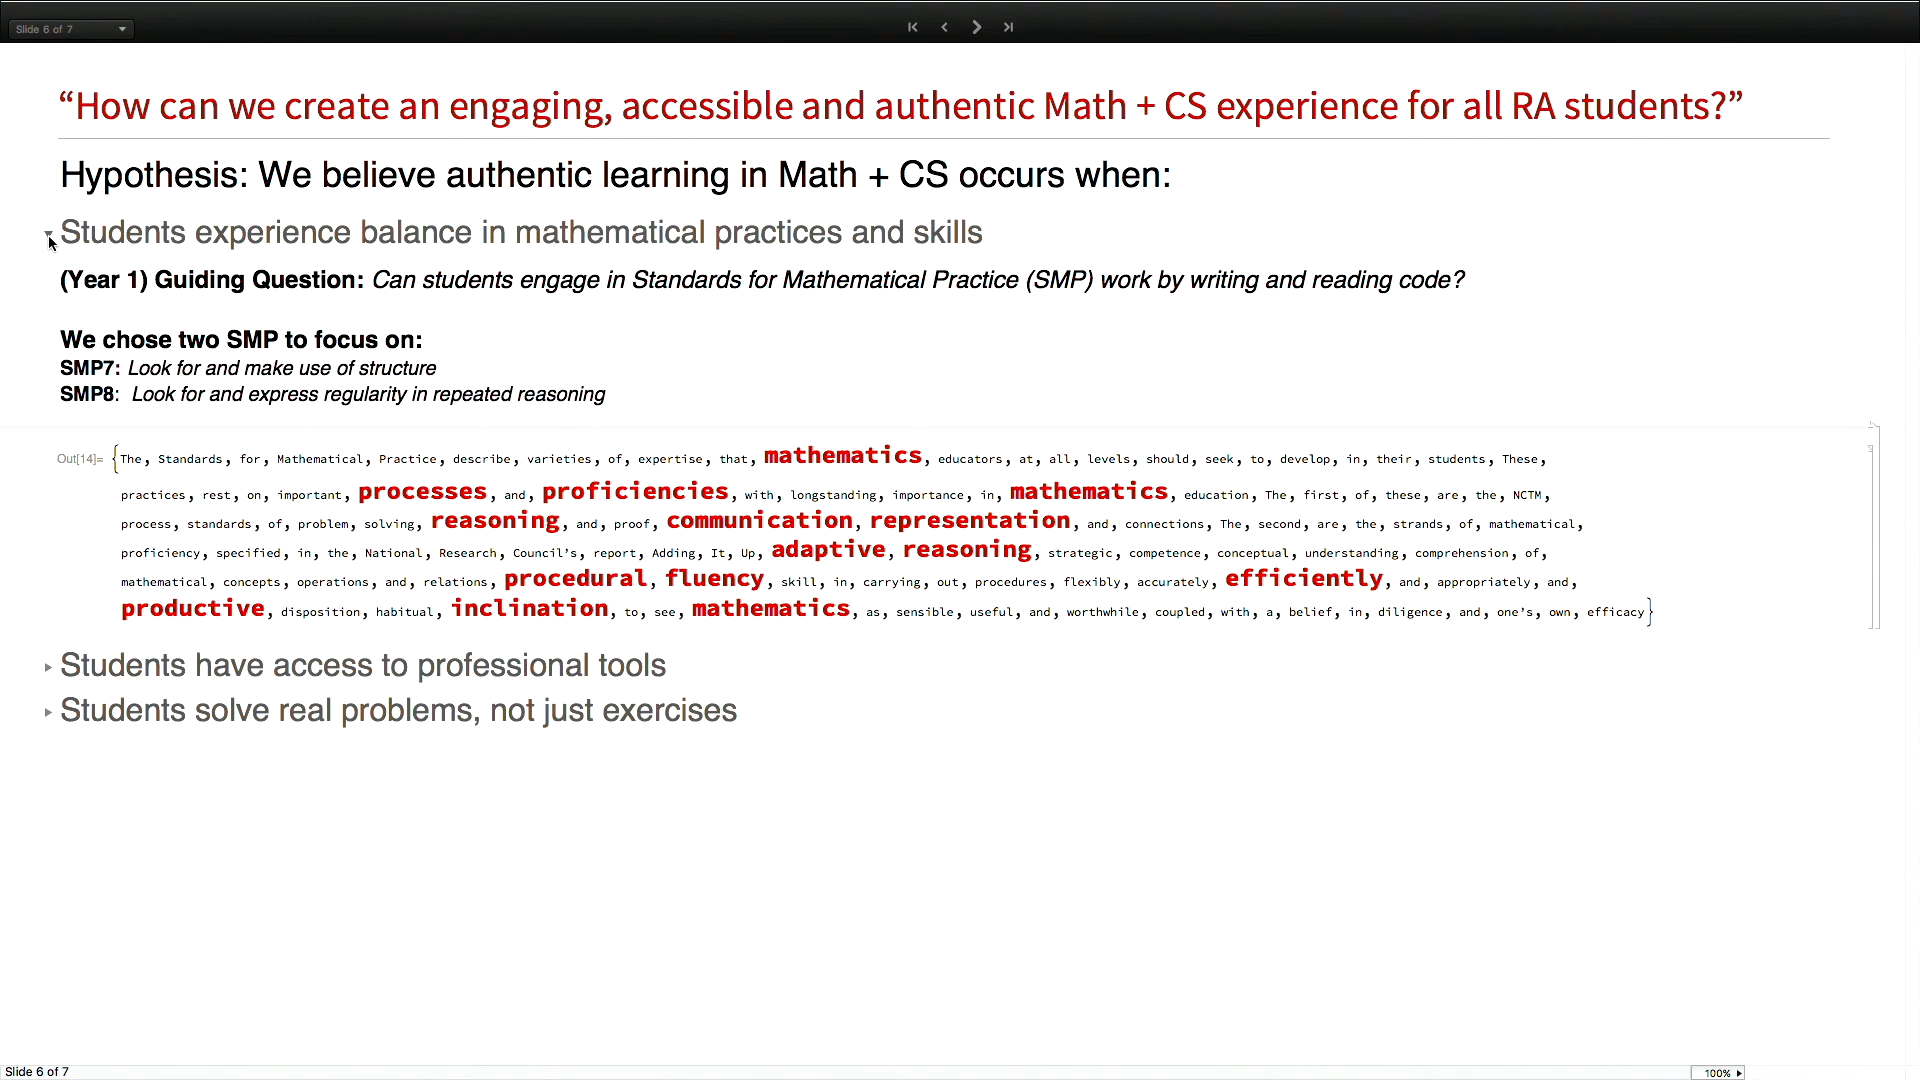 Slide 6 of 7
“How can we create an engaging, accessible and authentic Math + CS experience for all RA students?”
Hypothesis: We believe authentic learning in Math + CS occurs when:
Students experience balance in mathematical practices and skills
(Year 1) Guiding Question: Can students engage in Standards for Mathematical Practice (SMP) work by writing and reading code?
We chose two SMP to focus on:
SMP7: Look for and make use of structure
SMP8: Look for and express regularity in repeated reasoning
Out[14]= {The, Standards, for, Mathematical, Practice, describe, varieties, of, expertise, that, mathematics, educators, at, all, levels, should, seek, to, develop, in, their, students, These,
practices, rest, on, important, processes, and, proficiencies, with, longstanding, importance, in, mathematics, education, The, first, of, these, are, the, NCTM,
process, standards, of, problem, solving, reasoning, and, proof, communication, representation, and, connections, The, second, are, the, strands, of, mathematical,
proficiency, specified, in, the, National, Research, Council’s, report, Adding, It, Up, adaptive, reasoning, strategic, competence, conceptual, understanding, comprehension, of,
mathematical, concepts, operations, and, relations, procedural, fluency, skill, in, carrying, out, procedures, flexibly, accurately, efficiently, and, appropriately, and,
productive, disposition, habitual, inclination, to, see, mathematics, as, sensible, useful, and, worthwhile, coupled, with, a, belief, in, diligence, and, one’s, own, efficacy}
Students have access to professional tools
Students solve real problems, not just exercises
Slide 6 of 7
100%